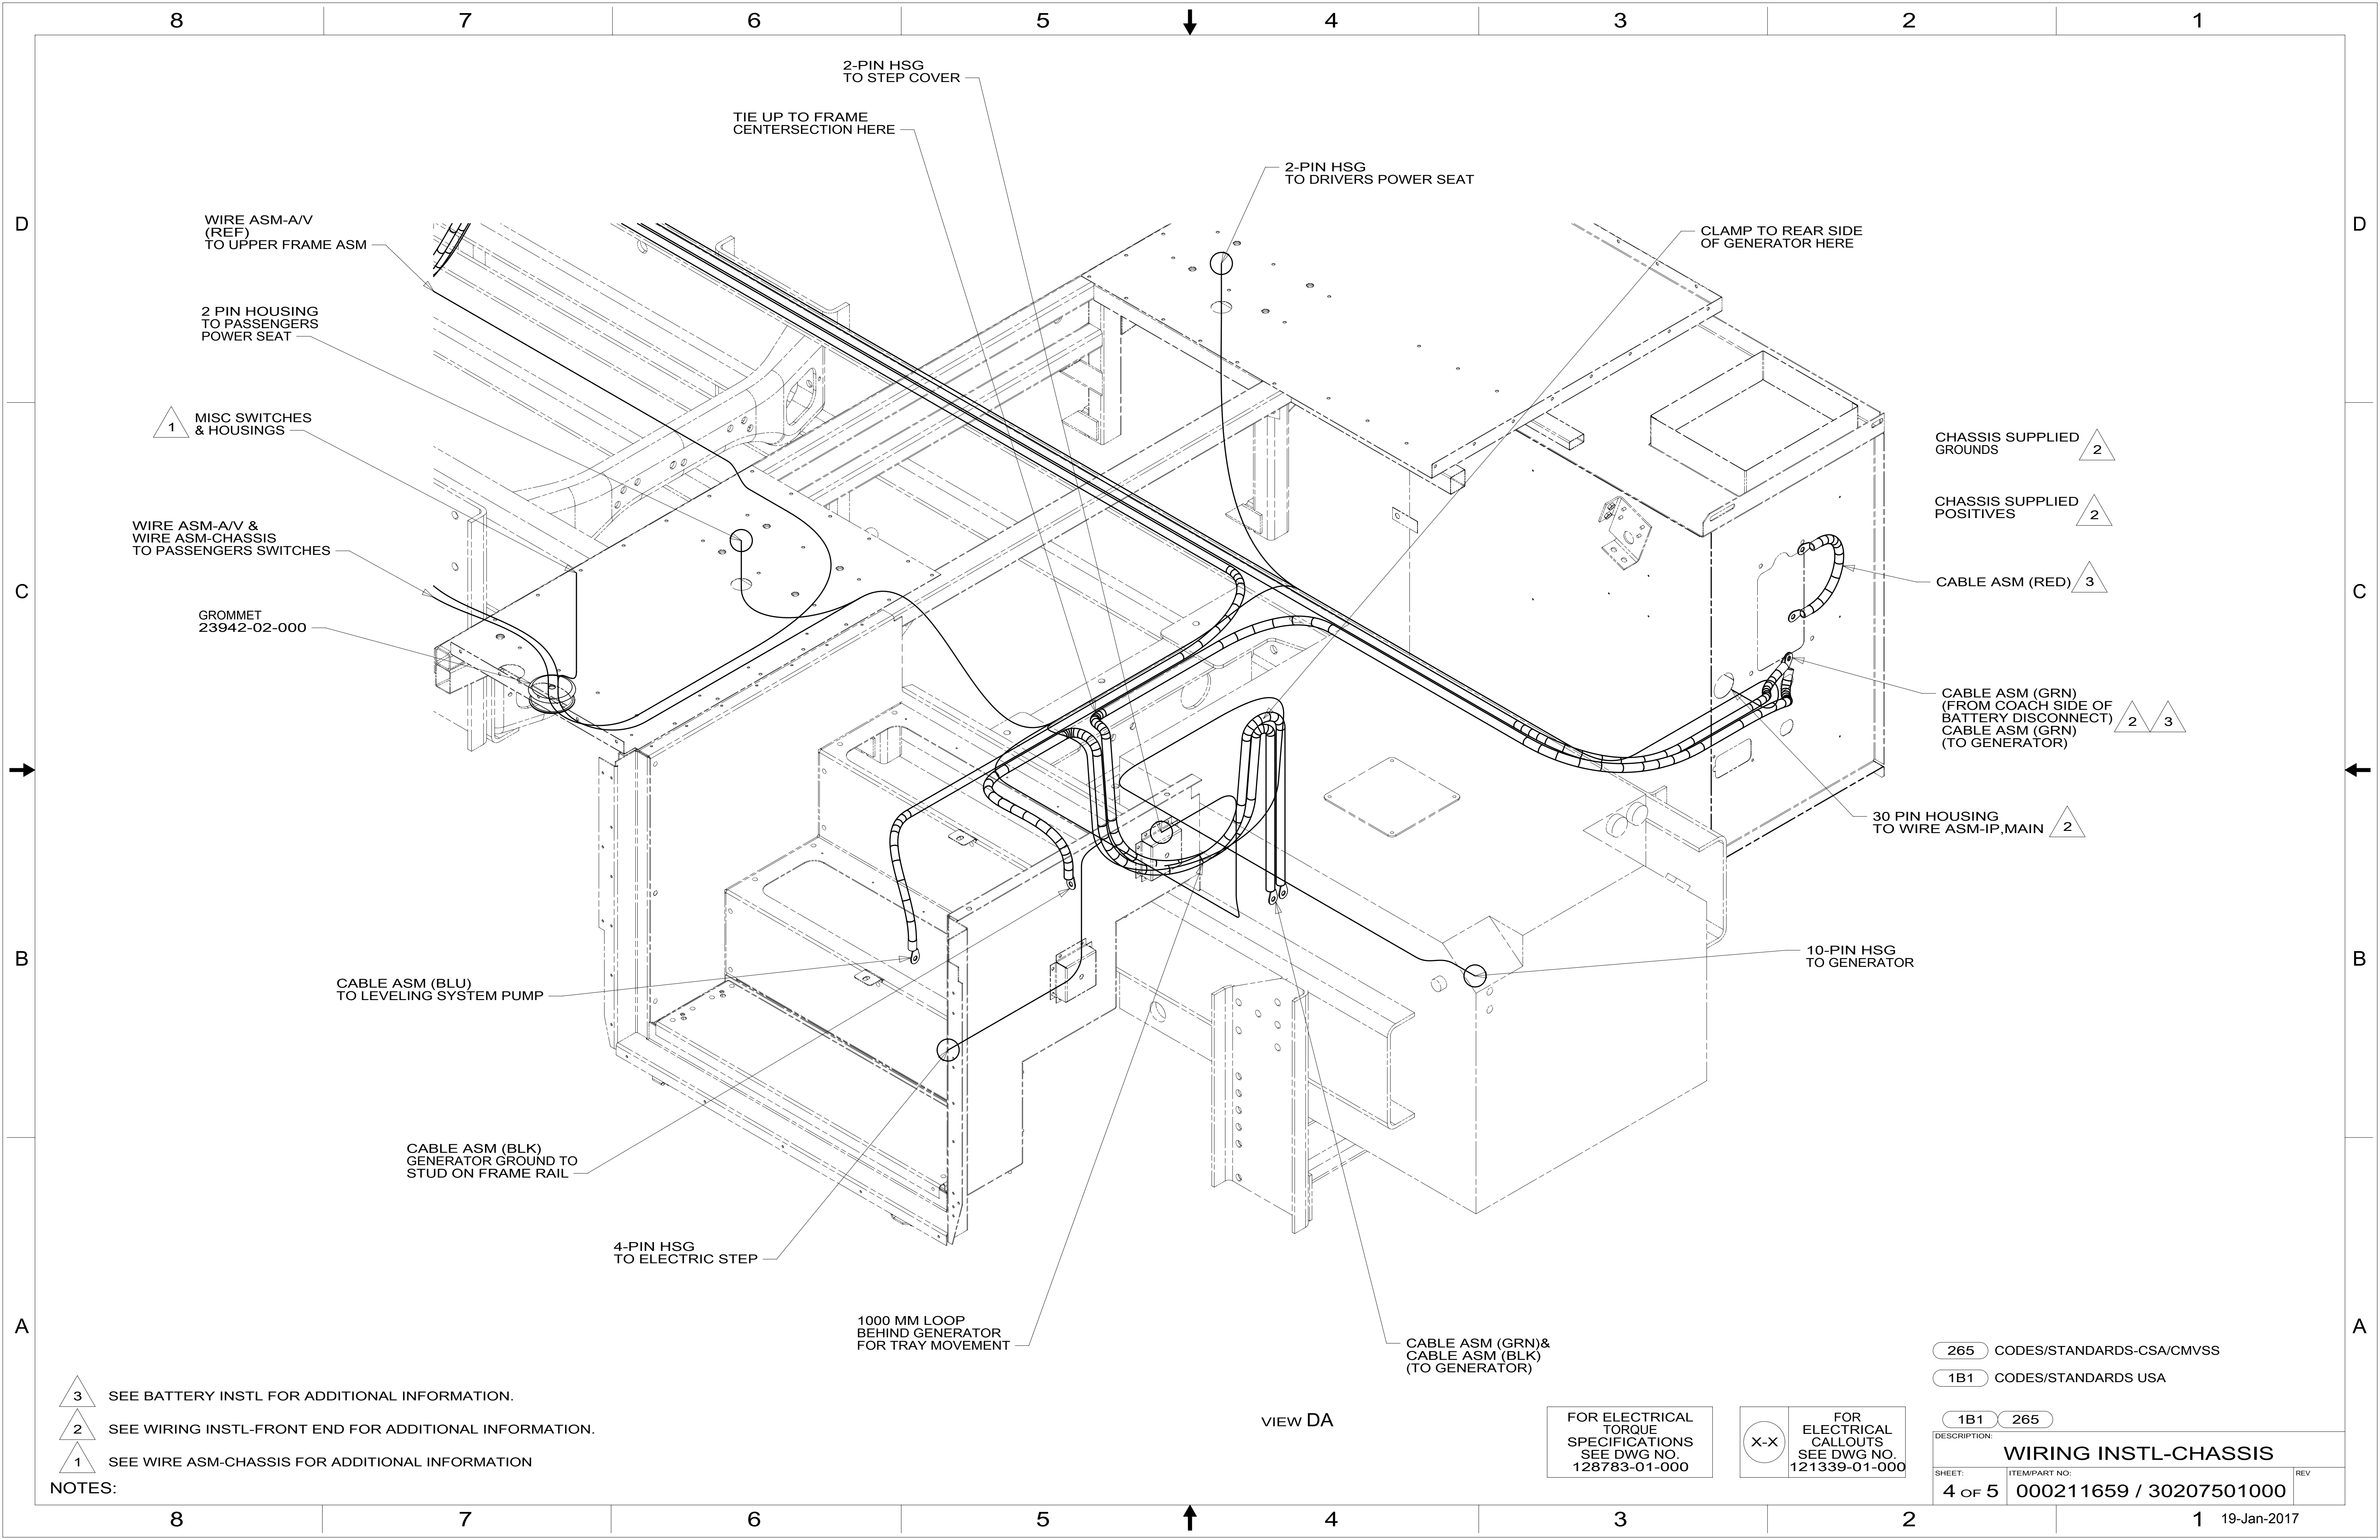 8 7 6 5 4 3 2 1
2-PIN HSG
TO STEP COVER
TIE UP TO FRAME
CENTERSECTION HERE
2-PIN HSG
TO DRIVERS POWER SEAT
D
D
WIRE ASM-A/V
(REF)
TO UPPER FRAME ASM
CLAMP TO REAR SIDE
OF GENERATOR HERE
2 PIN HOUSING
TO PASSENGERS
POWER SEAT
1
MISC SWITCHES
& HOUSINGS
CHASSIS SUPPLIED
GROUNDS
2
CHASSIS SUPPLIED
POSITIVES
2
WIRE ASM-A/V &
WIRE ASM-CHASSIS
TO PASSENGERS SWITCHES
C
C
CABLE ASM (RED)
3
GROMMET
23942-02-000
CABLE ASM (GRN)
(FROM COACH SIDE OF
BATTERY DISCONNECT)
CABLE ASM (GRN)
(TO GENERATOR)
2 3
30 PIN HOUSING
TO WIRE ASM-IP,MAIN
2
B
B
10-PIN HSG
TO GENERATOR
CABLE ASM (BLU)
TO LEVELING SYSTEM PUMP
CABLE ASM (BLK)
GENERATOR GROUND TO
STUD ON FRAME RAIL
4-PIN HSG
TO ELECTRIC STEP
A
A
1000 MM LOOP
BEHIND GENERATOR
FOR TRAY MOVEMENT
CABLE ASM (GRN)&
CABLE ASM (BLK)
(TO GENERATOR)
265 CODES/STANDARDS-CSA/CMVSS
1B1 CODES/STANDARDS USA
3 SEE BATTERY INSTL FOR ADDITIONAL INFORMATION.
2 SEE WIRING INSTL-FRONT END FOR ADDITIONAL INFORMATION.
1 SEE WIRE ASM-CHASSIS FOR ADDITIONAL INFORMATION
NOTES:
VIEW DA
FOR ELECTRICAL
TORQUE
SPECIFICATIONS
SEE DWG NO.
128783-01-000
X-X
FOR
ELECTRICAL
CALLOUTS
SEE DWG NO.
121339-01-000
1B1 265
DESCRIPTION:
WIRING INSTL-CHASSIS
SHEET:
4 OF 5
ITEM/PART NO:
000211659 / 30207501000
REV
8 7 6 5 4 3 2 1
19-Jan-2017